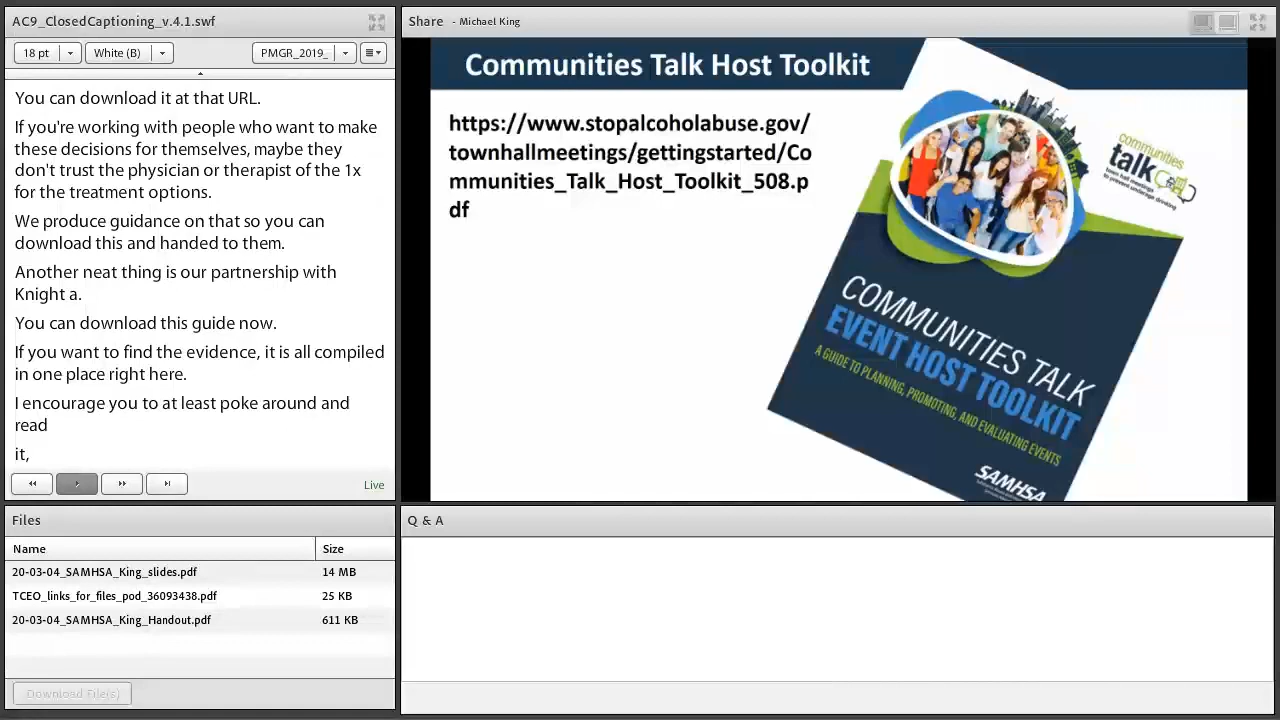 AC9_ClosedCaptioning_v.4.1.swf
18 pt
White (B)
PMGR_2019_
You can download it at that URL.
If you're working with people who want to make
these decisions for themselves, maybe they
don't trust the physician or therapist of the 1x
for the treatment options.
We produce guidance on that so you can
download this and handed to them.
Another neat thing is our partnership with
Knight a.
You can download this guide now.
If you want to find the evidence, it is all compiled
in one place right here.
I encourage you to at least poke around and
read
it,
Live
Files
Name Size
20-03-04_SAMHSA_King_slides.pdf 14 MB
TCEO_links_for_files_pod_36093438.pdf 25 KB
20-03-04_SAMHSA_King_Handout.pdf 611 KB
Download File(s)
Share - Michael King
Communities Talk Host Toolkit
https://www.stopalcoholabuse.gov/
townhallmeetings/gettingstarted/Co
mmunities_Talk_Host_Toolkit_508.p
df
communities
talk
town hall meetings
to prevent underage drinking
COMMUNITIES TALK
EVENT HOST TOOLKIT
A GUIDE TO PLANNING, PROMOTING, AND EVALUATING EVENTS
SAMHSA
Q & A